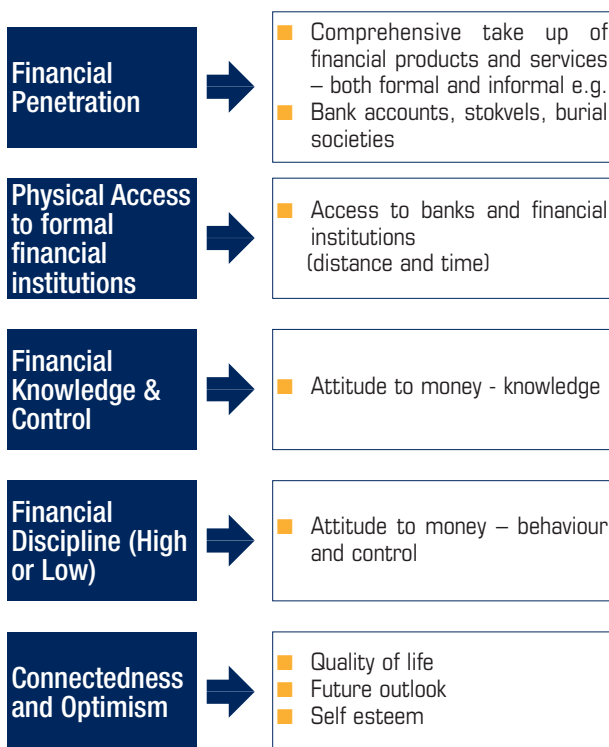 Financial
Penetration
Comprehensive take up of
financial products and services
– both formal and informal e.g.
Bank accounts, stokvels, burial
societies
Physical Access
to formal
financial
institutions
Access to banks and financial
institutions
(distance and time)
Financial
Knowledge &
Control
Attitude to money - knowledge
Financial
Discipline (High
or Low)
Attitude to money – behaviour
and control
Connectedness
and Optimism
Quality of life
Future outlook
Self esteem